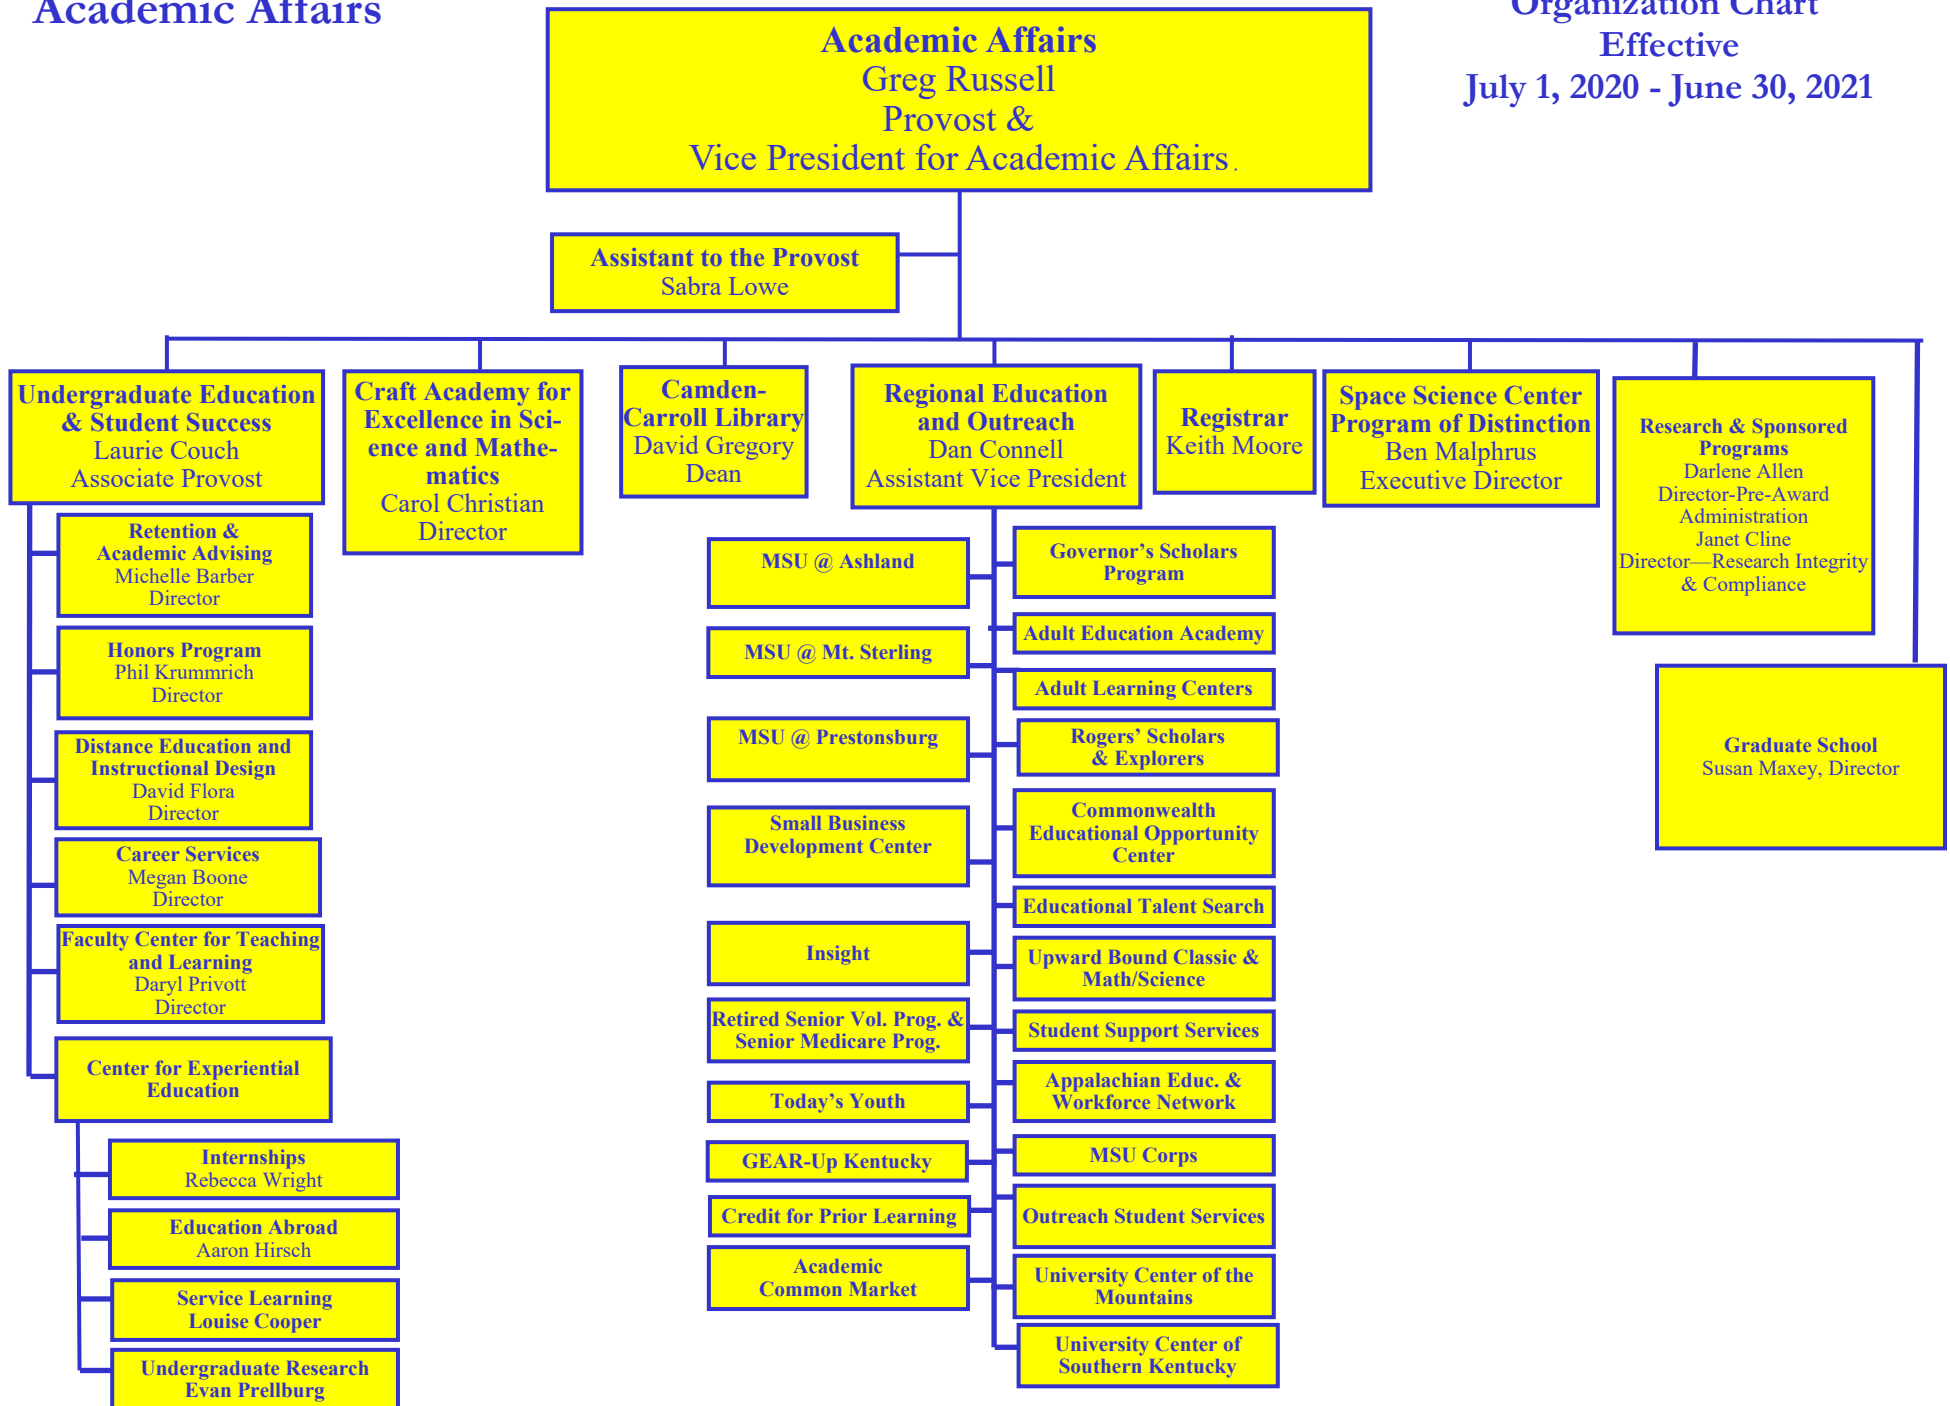 Academic Affairs
Organization Chart
Effective
July 1, 2020 - June 30, 2021
Academic Affairs
Greg Russell
Provost &
Vice President for Academic Affairs.
Assistant to the Provost
Sabra Lowe
Undergraduate Education
& Student Success
Laurie Couch
Associate Provost
Craft Academy for
Excellence in Sci-
ence and Mathe-
matics
Carol Christian
Director
Camden-
Carroll Library
David Gregory
Dean
Regional Education
and Outreach
Dan Connell
Assistant Vice President
Registrar
Keith Moore
Space Science Center
Program of Distinction
Ben Malphrus
Executive Director
Research & Sponsored
Programs
Darlene Allen
Director-Pre-Award
Administration
Janet Cline
Director—Research Integrity
& Compliance
Graduate School
Susan Maxey, Director
Retention &
Academic Advising
Michelle Barber
Director
Honors Program
Phil Krummrich
Director
Distance Education and
Instructional Design
David Flora
Director
Career Services
Megan Boone
Director
Faculty Center for Teaching
and Learning
Daryl Privott
Director
Center for Experiential
Education
Internships
Rebecca Wright
Education Abroad
Aaron Hirsch
Service Learning
Louise Cooper
Undergraduate Research
Evan Prellburg
MSU @ Ashland
MSU @ Mt. Sterling
MSU @ Prestonsburg
Small Business
Development Center
Insight
Retired Senior Vol. Prog. &
Senior Medicare Prog.
Today’s Youth
GEAR-Up Kentucky
Credit for Prior Learning
Academic
Common Market
Governor’s Scholars
Program
Adult Education Academy
Adult Learning Centers
Rogers’ Scholars
& Explorers
Commonwealth
Educational Opportunity
Center
Educational Talent Search
Upward Bound Classic &
Math/Science
Student Support Services
Appalachian Educ. &
Workforce Network
MSU Corps
Outreach Student Services
University Center of the
Mountains
University Center of
Southern Kentucky